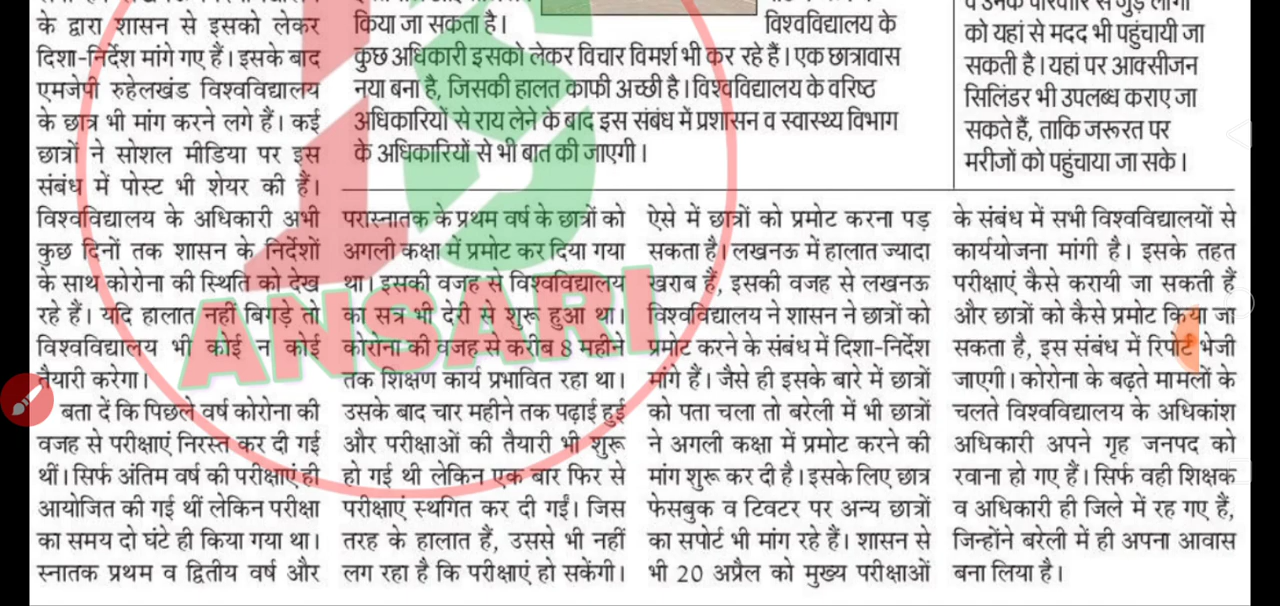 के द्वारा शासन से इसको लेकर
दिशा-निर्देश मांगे गए हैं। इसके बाद
एमजेपी रुहेलखंड विश्वविद्यालय
के छात्र भी मांग करने लगे हैं। कई
छात्रों ने सोशल मीडिया पर इस
संबंध में पोस्ट भी शेयर की हैं।
विश्वविद्यालय के अधिकारी अभी
कुछ दिनों तक शासन के निर्देशों
के साथ कोरोना की स्थिति को देख
रहे हैं। यदि हालात नही बिगड़े तो
विश्वविद्यालय भी कोई न कोई
तैयारी करेगा।
बता दें कि पिछले वर्ष कोरोना की
वजह से परीक्षाएं निरस्त कर दी गई
थीं। सिर्फ अंतिम वर्ष की परीक्षाएं ही
आयोजित की गई थीं लेकिन परीक्षा
का समय दो घंटे ही किया गया था।
स्नातक प्रथम व द्वितीय वर्ष और
किया जा सकता है।
विश्वविद्यालय के
कुछ अधिकारी इसको लेकर विचार विमर्श भी कर रहे हैं। एक छात्रावास
नया बना है, जिसकी हालत काफी अच्छी है। विश्वविद्यालय के वरिष्ठ
अधिकारियों से राय लेने के बाद इस संबंध में प्रशासन व स्वास्थ्य विभाग
के अधिकारियों से भी बात की जाएगी।
व उनके परिवार से जुड़े लोगों
को यहां से मदद भी पहुंचायी जा
सकती है। यहां पर आक्सीजन
सिलिंडर भी उपलब्ध कराए जा
सकते हैं, ताकि जरूरत पर
मरीजों को पहुंचाया जा सके।
परास्नातक के प्रथम वर्ष के छात्रों को
अगली कक्षा में प्रमोट कर दिया गया
था। इसकी वजह से विश्वविद्यालय
का सत्र भी देरी से शुरू हुआ था।
कोरोना की वजह से करीब 8 महीने
तक शिक्षण कार्य प्रभावित रहा था।
उसके बाद चार महीने तक पढ़ाई हुई
और परीक्षाओं की तैयारी भी शुरू
हो गई थी लेकिन एक बार फिर से
परीक्षाएं स्थगित कर दी गईं। जिस
तरह के हालात हैं, उससे भी नहीं
लग रहा है कि परीक्षाएं हो सकेंगी।
ऐसे में छात्रों को प्रमोट करना पड़
सकता है। लखनऊ में हालात ज्यादा
खराब हैं, इसकी वजह से लखनऊ
विश्वविद्यालय ने शासन ने छात्रों को
प्रमोट करने के संबंध में दिशा-निर्देश
मांगे हैं। जैसे ही इसके बारे में छात्रों
को पता चला तो बरेली में भी छात्रों
ने अगली कक्षा में प्रमोट करने की
मांग शुरू कर दी है। इसके लिए छात्र
फेसबुक व टिवटर पर अन्य छात्रों
का सपोर्ट भी मांग रहे हैं। शासन से
भी 20 अप्रैल को मुख्य परीक्षाओं
के संबंध में सभी विश्वविद्यालयों से
कार्ययोजना मांगी है। इसके तहत
परीक्षाएं कैसे करायी जा सकती हैं
और छात्रों को कैसे प्रमोट किया जा
सकता है, इस संबंध में रिपोर्ट भेजी
जाएगी। कोरोना के बढ़ते मामलों के
चलते विश्वविद्यालय के अधिकांश
अधिकारी अपने गृह जनपद को
रवाना हो गए हैं। सिर्फ वही शिक्षक
व अधिकारी ही जिले में रह गए हैं,
जिन्होंने बरेली में ही अपना आवास
बना लिया है।
ANSARI